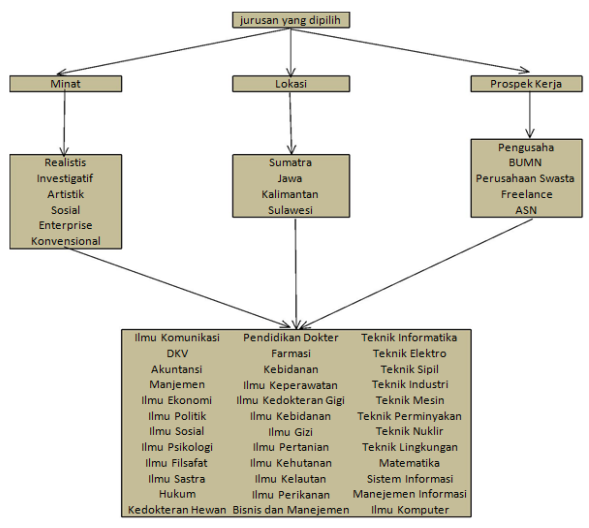 jurusan yang dipilih
Minat
Lokasi
Prospek Kerja
Realistis
Investigatif
Artistik
Sosial
Enterprise
Konvensional
Sumatra
Jawa
Kalimantan
Sulawesi
Pengusaha
BUMN
Perusahaan Swasta
Freelance
ASN
Ilmu Komunikasi
DKV
Akuntansi
Manjemen
Ilmu Ekonomi
Ilmu Politik
Ilmu Sosial
Ilmu Psikologi
Ilmu Filsafat
Ilmu Sastra
Hukum
Kedokteran Hewan
Pendidikan Dokter
Farmasi
Kebidanan
Ilmu Keperawatan
Ilmu Kedokteran Gigi
Ilmu Kebidanan
Ilmu Gizi
Ilmu Pertanian
Ilmu Kehutanan
Ilmu Kelautan
Ilmu Perikanan
Bisnis dan Manejemen
Teknik Informatika
Teknik Elektro
Teknik Sipil
Teknik Industri
Teknik Mesin
Teknik Perminyakan
Teknik Nuklir
Teknik Lingkungan
Matematika
Sistem Informasi
Manejemen Informasi
Ilmu Komputer